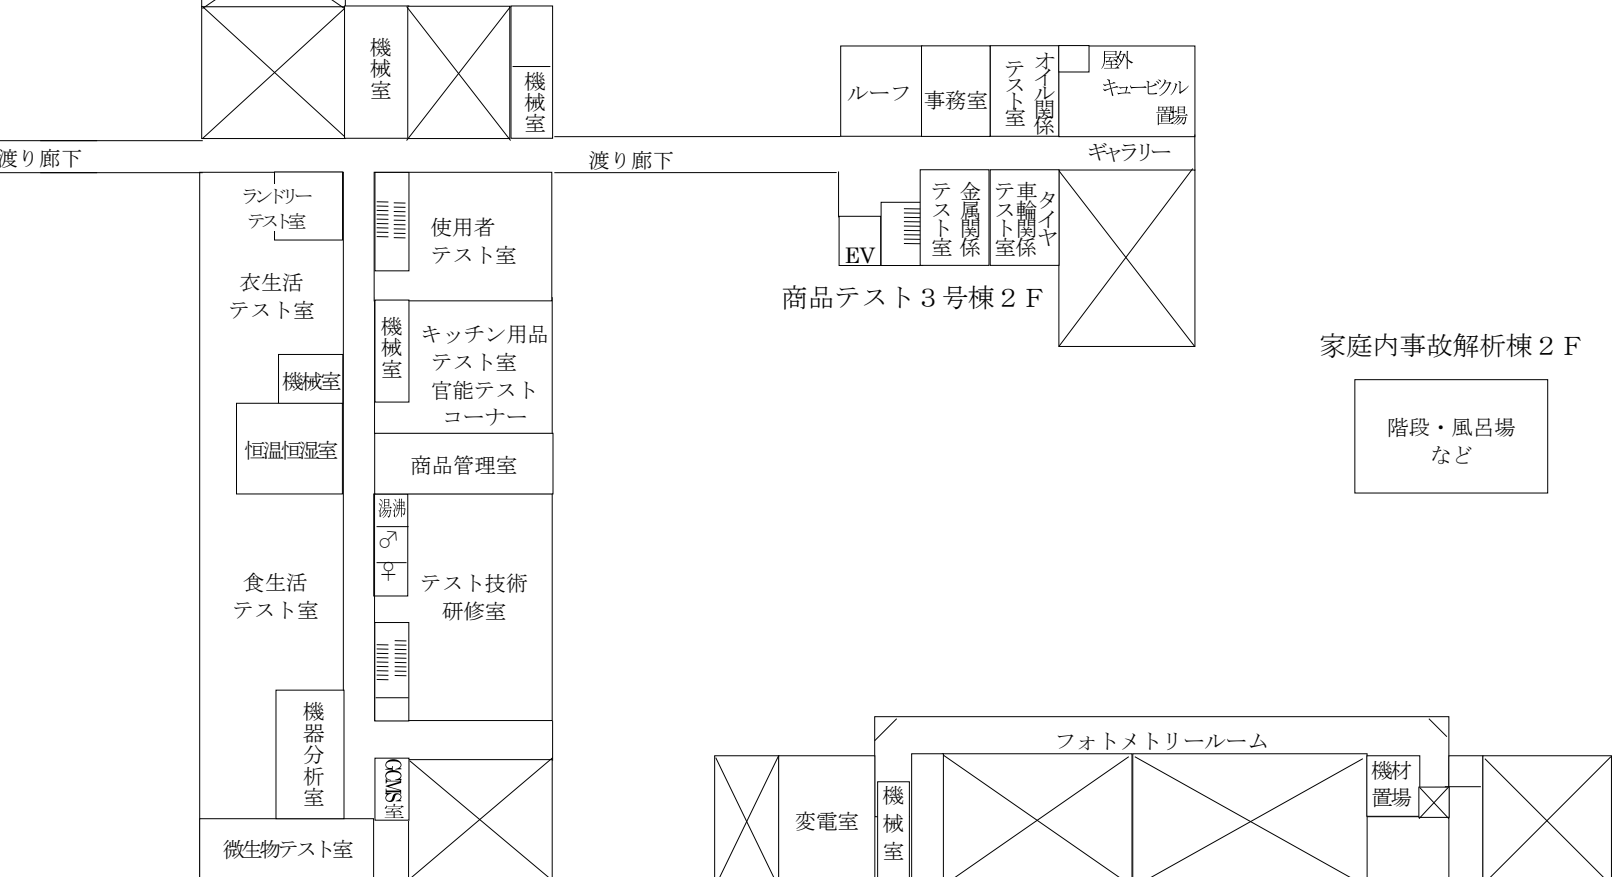 機械室
機械室
渡り廊下
渡り廊下
ランドリー
テスト室
使用者
テスト室
衣生活
テスト室
機械室
キッチン用品
テスト室
官能テスト
コーナー
機械室
恒温恒湿室
商品管理室
湯沸
♂
♀
食生活
テスト室
テスト技術
研修室
機器分析室
GCMS室
微生物テスト室
ルーフ
事務室
オイル関係
テスト室
屋外
キュービクル
置場
ギャラリー
EV
金属関係
テスト室
タイヤ
車輪関係
テスト室
商品テスト3号棟2F
家庭内事故解析棟2F
階段・風呂場
など
フォトメトリールーム
変電室
機械室
機材
置場